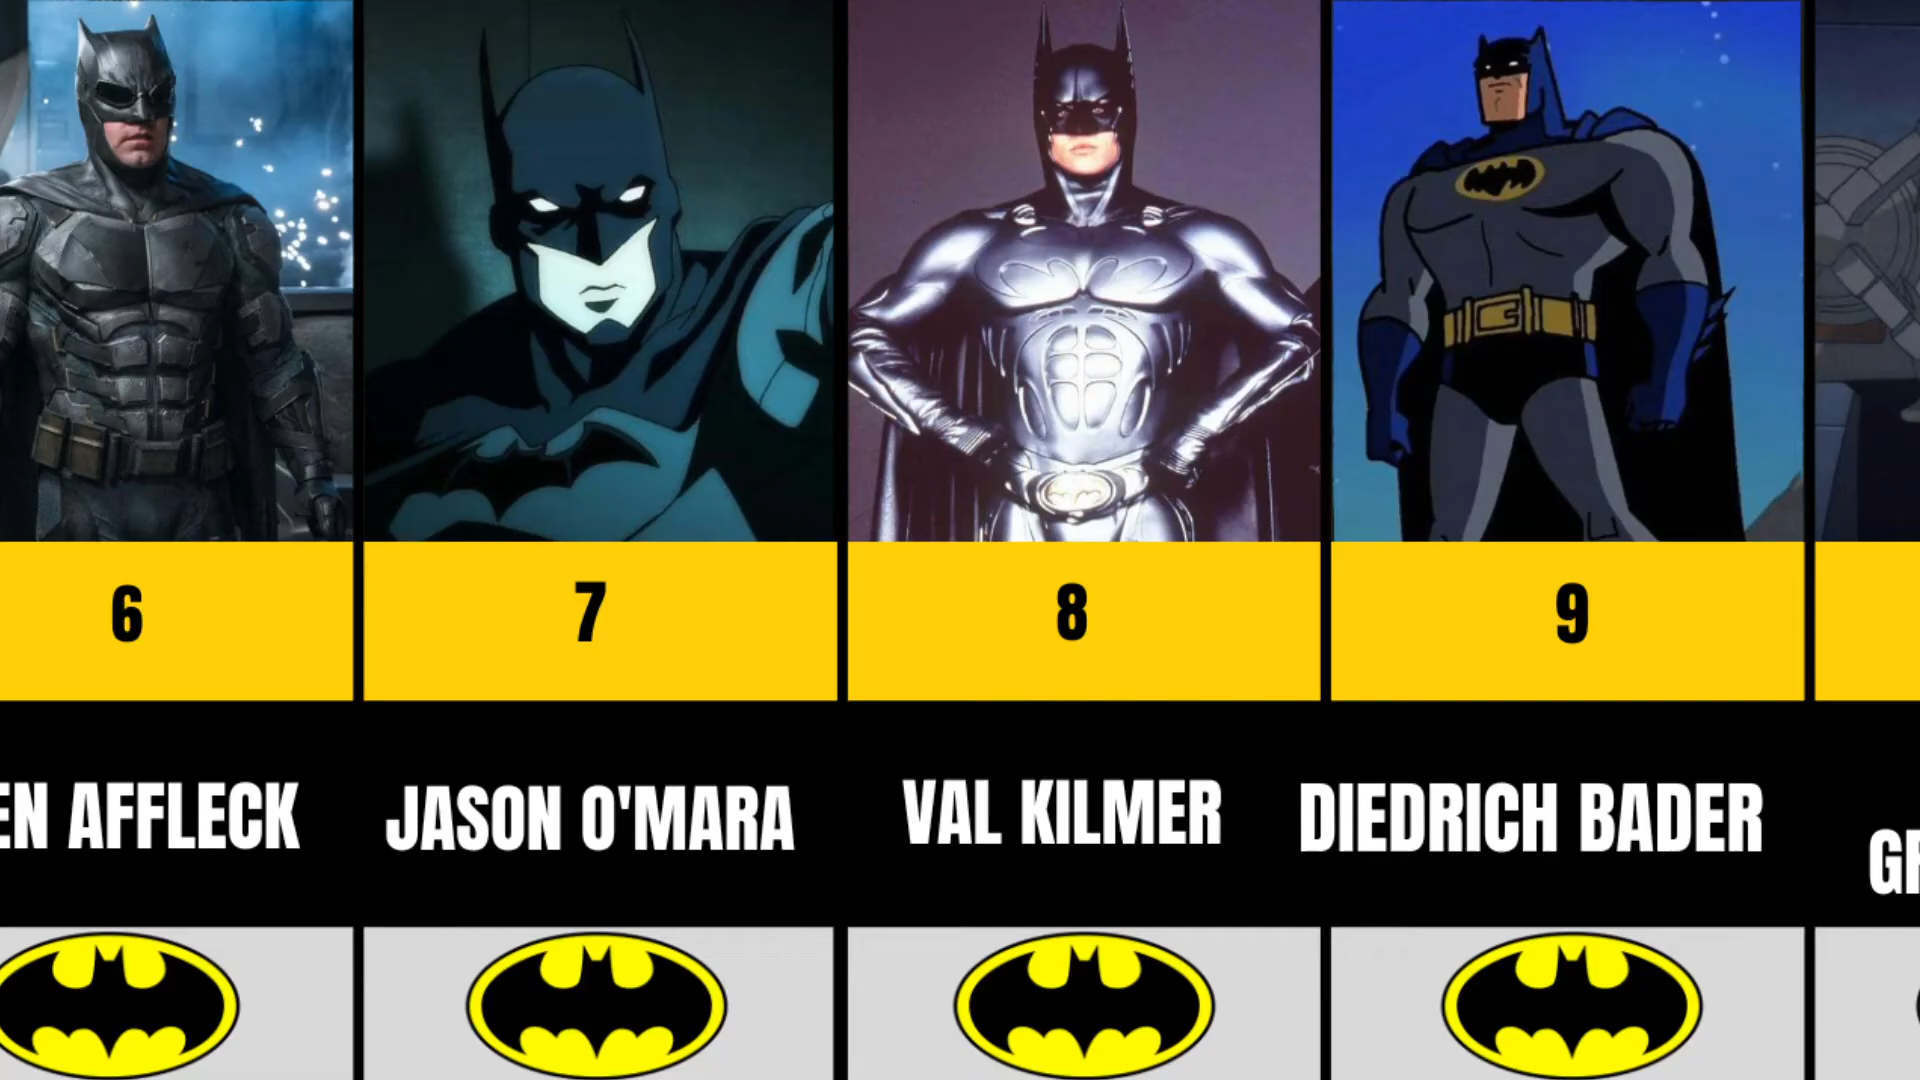 6
7
8
9
EN AFFLECK
JASON O'MARA
VAL KILMER
DIEDRICH BADER